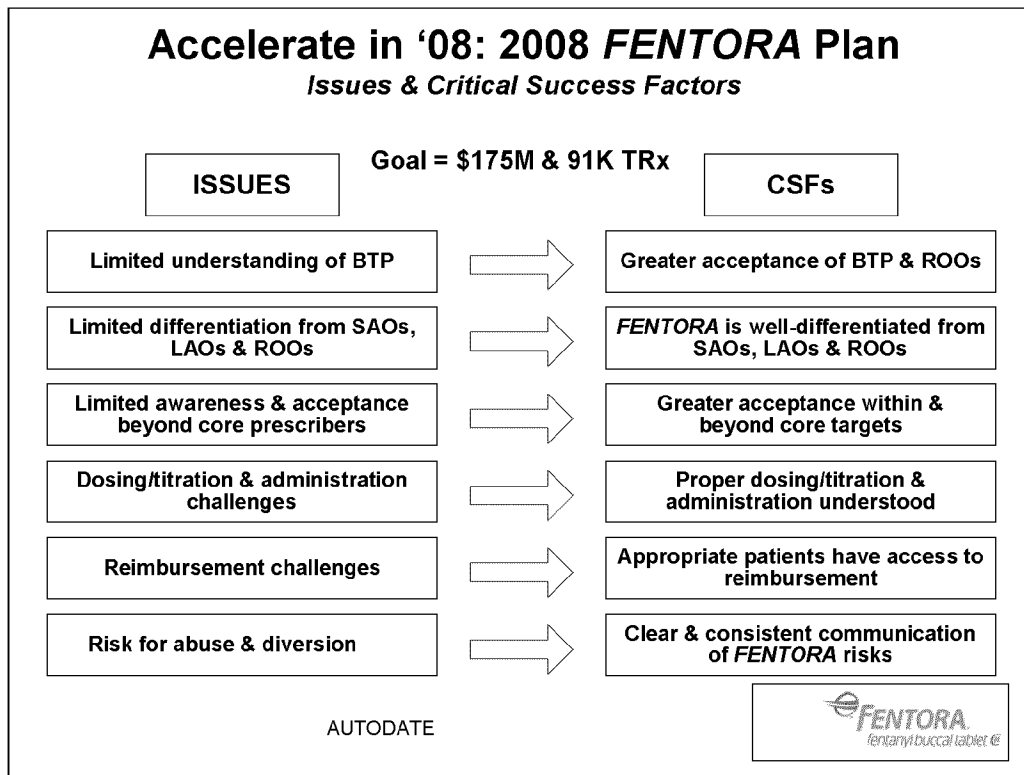 Accelerate in ‘08: 2008 FENTORA Plan
Issues & Critical Success Factors
Goal = $175M & 91K TRx
ISSUES
CSFs
Limited understanding of BTP
Greater acceptance of BTP & ROOs
Limited differentiation from SAOs,
LAOs & ROOs
FENTORA is well-differentiated from
SAOs, LAOs & ROOs
Limited awareness & acceptance
beyond core prescribers
Greater acceptance within &
beyond core targets
Dosing/titration & administration
challenges
Proper dosing/titration &
administration understood
Reimbursement challenges
Appropriate patients have access to
reimbursement
Risk for abuse & diversion
Clear & consistent communication
of FENTORA risks
AUTODATE
FENTORA
fentanyl buccal tablet